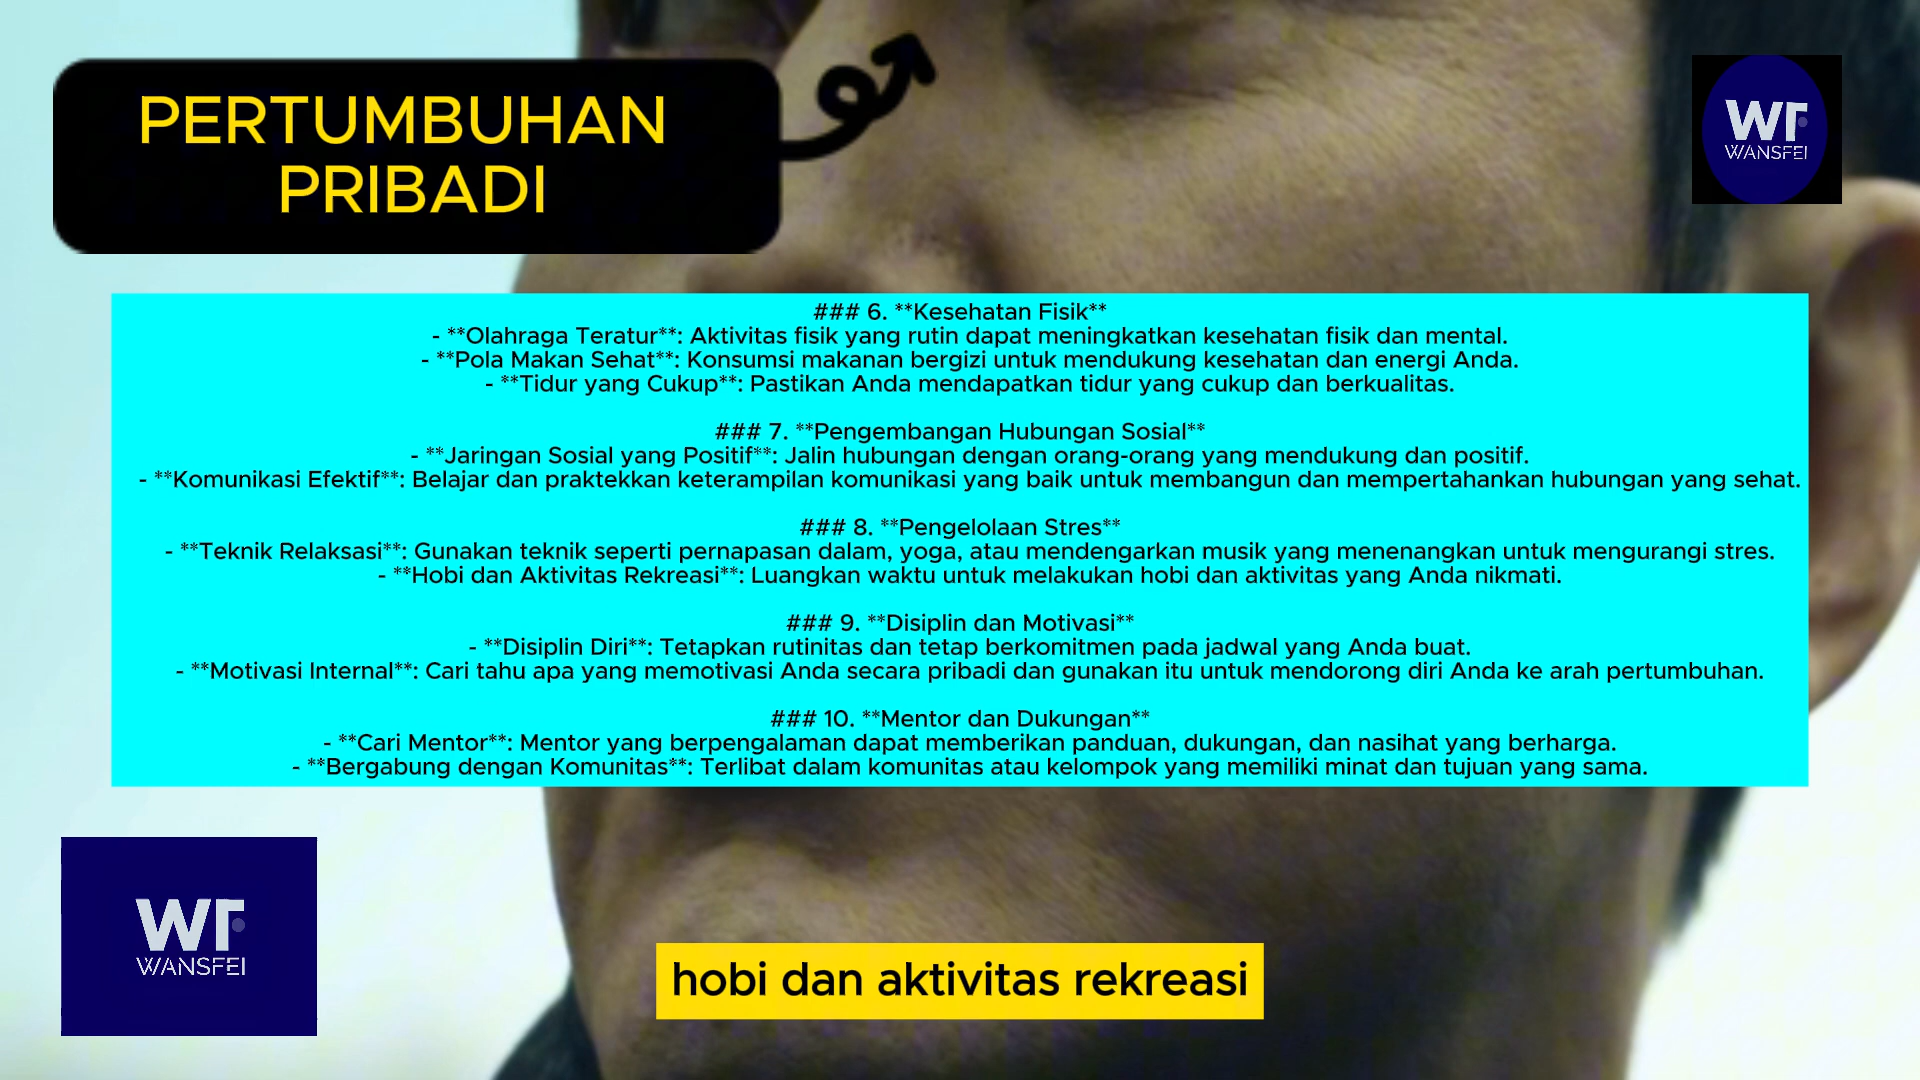 PERTUMBUHAN
PRIBADI
WF
WANSFEI
### 6. **Kesehatan Fisik**
- **Olahraga Teratur**: Aktivitas fisik yang rutin dapat meningkatkan kesehatan fisik dan mental.
- **Pola Makan Sehat**: Konsumsi makanan bergizi untuk mendukung kesehatan dan energi Anda.
- **Tidur yang Cukup**: Pastikan Anda mendapatkan tidur yang cukup dan berkualitas.
### 7. **Pengembangan Hubungan Sosial**
- **Jaringan Sosial yang Positif**: Jalin hubungan dengan orang-orang yang mendukung dan positif.
- **Komunikasi Efektif**: Belajar dan praktekkan keterampilan komunikasi yang baik untuk membangun dan mempertahankan hubungan yang sehat.
### 8. **Pengelolaan Stres**
- **Teknik Relaksasi**: Gunakan teknik seperti pernapasan dalam, yoga, atau mendengarkan musik yang menenangkan untuk mengurangi stres.
- **Hobi dan Aktivitas Rekreasi**: Luangkan waktu untuk melakukan hobi dan aktivitas yang Anda nikmati.
### 9. **Disiplin dan Motivasi**
- **Disiplin Diri**: Tetapkan rutinitas dan tetap berkomitmen pada jadwal yang Anda buat.
- **Motivasi Internal**: Cari tahu apa yang memotivasi Anda secara pribadi dan gunakan itu untuk mendorong diri Anda ke arah pertumbuhan.
### 10. **Mentor dan Dukungan**
- **Cari Mentor**: Mentor yang berpengalaman dapat memberikan panduan, dukungan, dan nasihat yang berharga.
- **Bergabung dengan Komunitas**: Terlibat dalam komunitas atau kelompok yang memiliki minat dan tujuan yang sama.
WF
WANSFEI
hobi dan aktivitas rekreasi